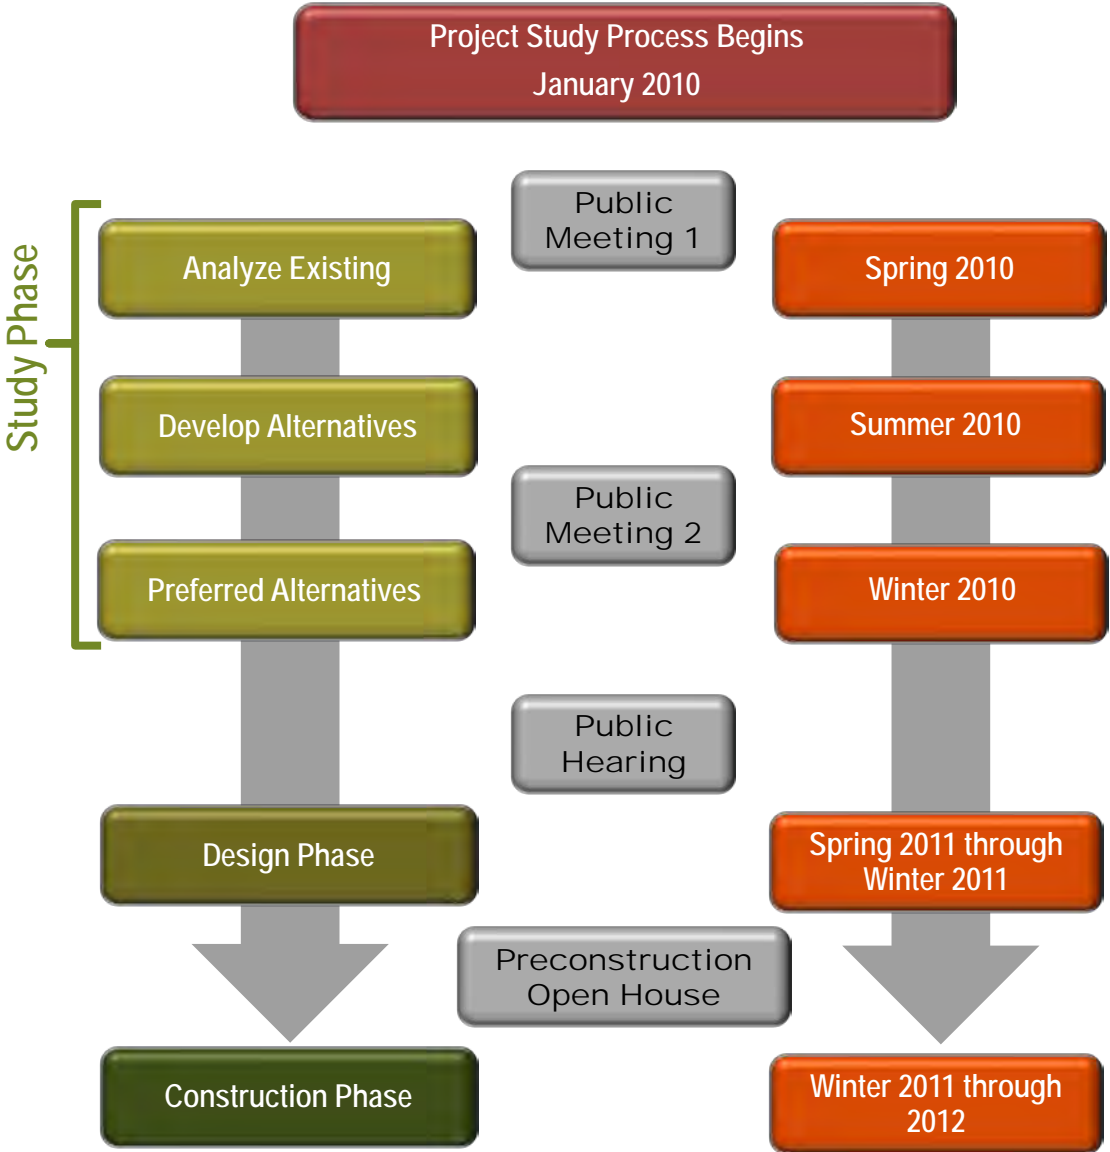 Project Study Process Begins
January 2010
Study Phase
Public
Meeting 1
Analyze Existing
Spring 2010
Develop Alternatives
Summer 2010
Public
Meeting 2
Preferred Alternatives
Winter 2010
Public
Hearing
Design Phase
Spring 2011 through
Winter 2011
Preconstruction
Open House
Construction Phase
Winter 2011 through
2012